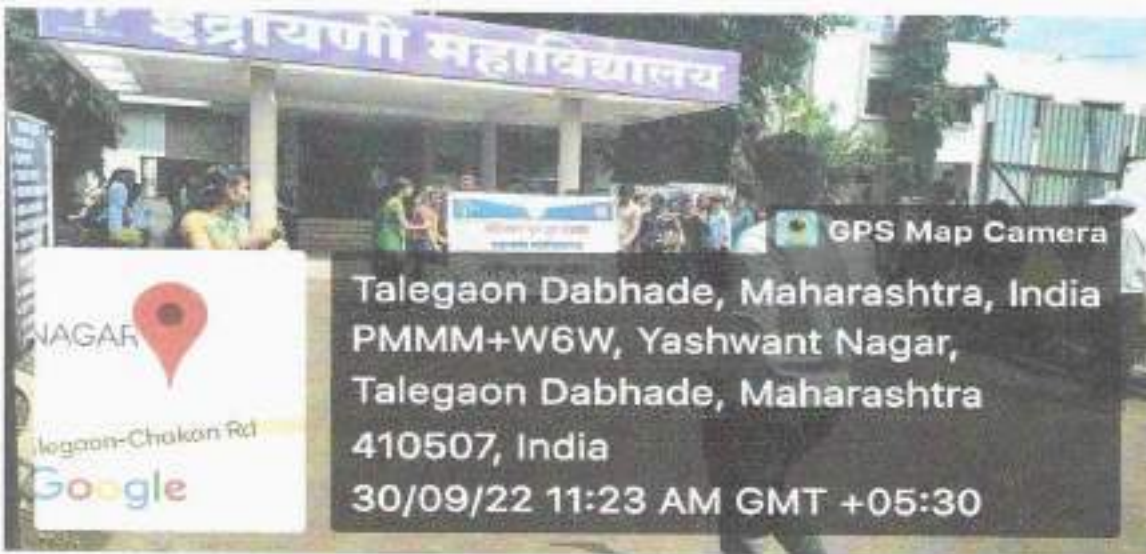 इंद्रायणी महाविद्यालय
GPS Map Camera
Talegaon Dabhade, Maharashtra, India
PMMM+W6W, Yashwant Nagar,
Talegaon Dabhade, Maharashtra
410507, India
30/09/22 11:23 AM GMT +05:30
NAGAR
legaon-Chakan Rd
Google